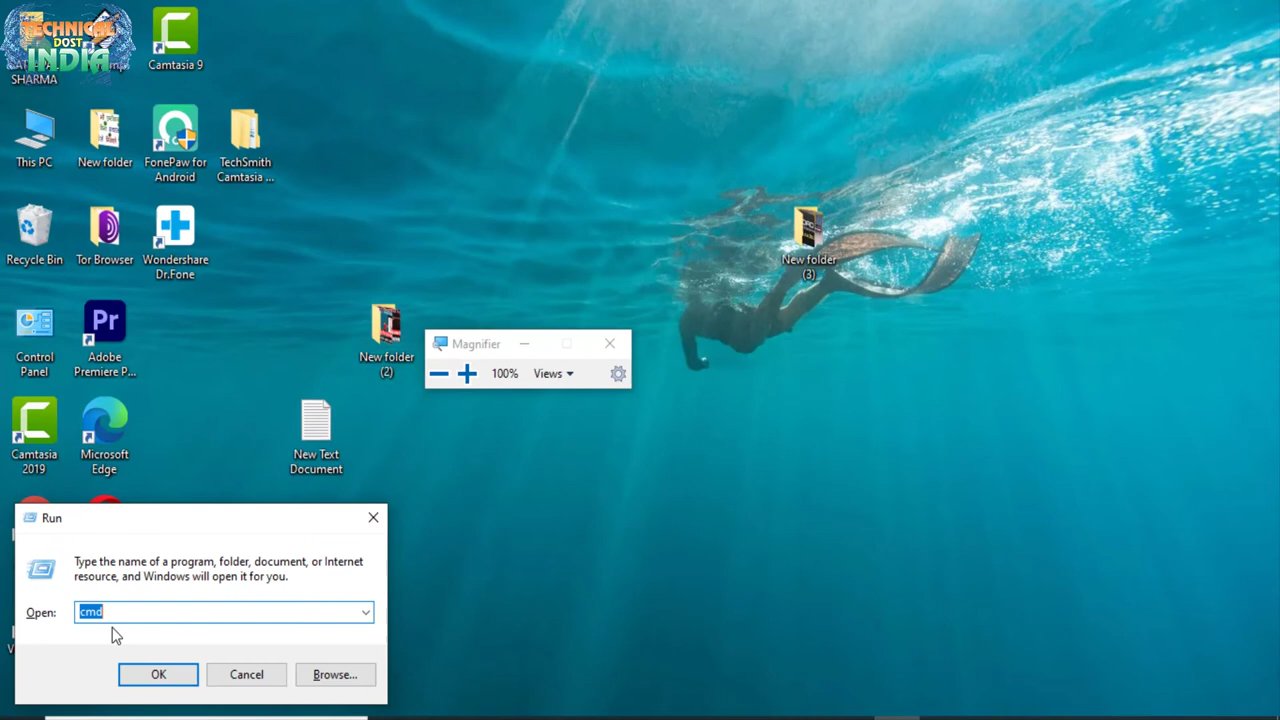 TECHNICAL
DOST
INDIA
SHARMA
Camtasia 9
This PC
New folder
FonePaw for
Android
TechSmith
Camtasia ...
Recycle Bin
Tor Browser
Wondershare
Dr.Fone
New folder
(3)
Control
Panel
Pr
Adobe
Premiere P...
New folder
(2)
Magnifier
100%
Views
Camtasia
2019
Microsoft
Edge
New Text
Document
Run
Type the name of a program, folder, document, or Internet
resource, and Windows will open it for you.
Open:
cmd
OK
Cancel
Browse...